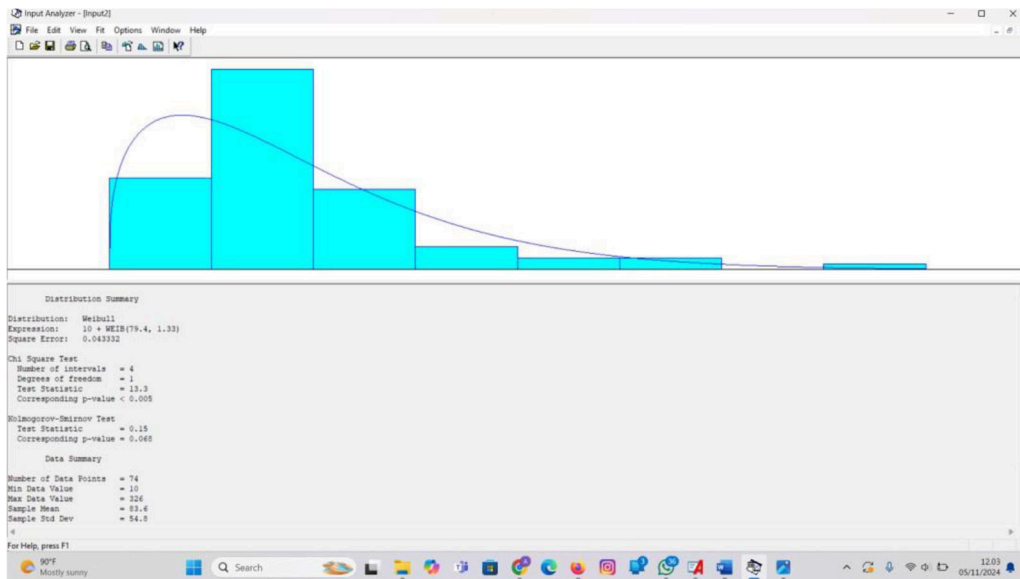 Input Analyzer - [Input2]
File Edit View Fit Options Window Help
Distribution Summary
Distribution: Weibull
Expression: 10 + WEIB(79.4, 1.33)
Square Error: 0.043332
Chi Square Test
Number of intervals = 4
Degrees of freedom = 1
Test Statistic = 13.3
Corresponding p-value < 0.005
Kolmogorov-Smirnov Test
Test Statistic = 0.15
Corresponding p-value = 0.068
Data Summary
Number of Data Points = 74
Min Data Value = 10
Max Data Value = 326
Sample Mean = 83.6
Sample Std Dev = 54.8
For Help, press F1
90°F
Mostly sunny
Search
12.03
05/11/2024